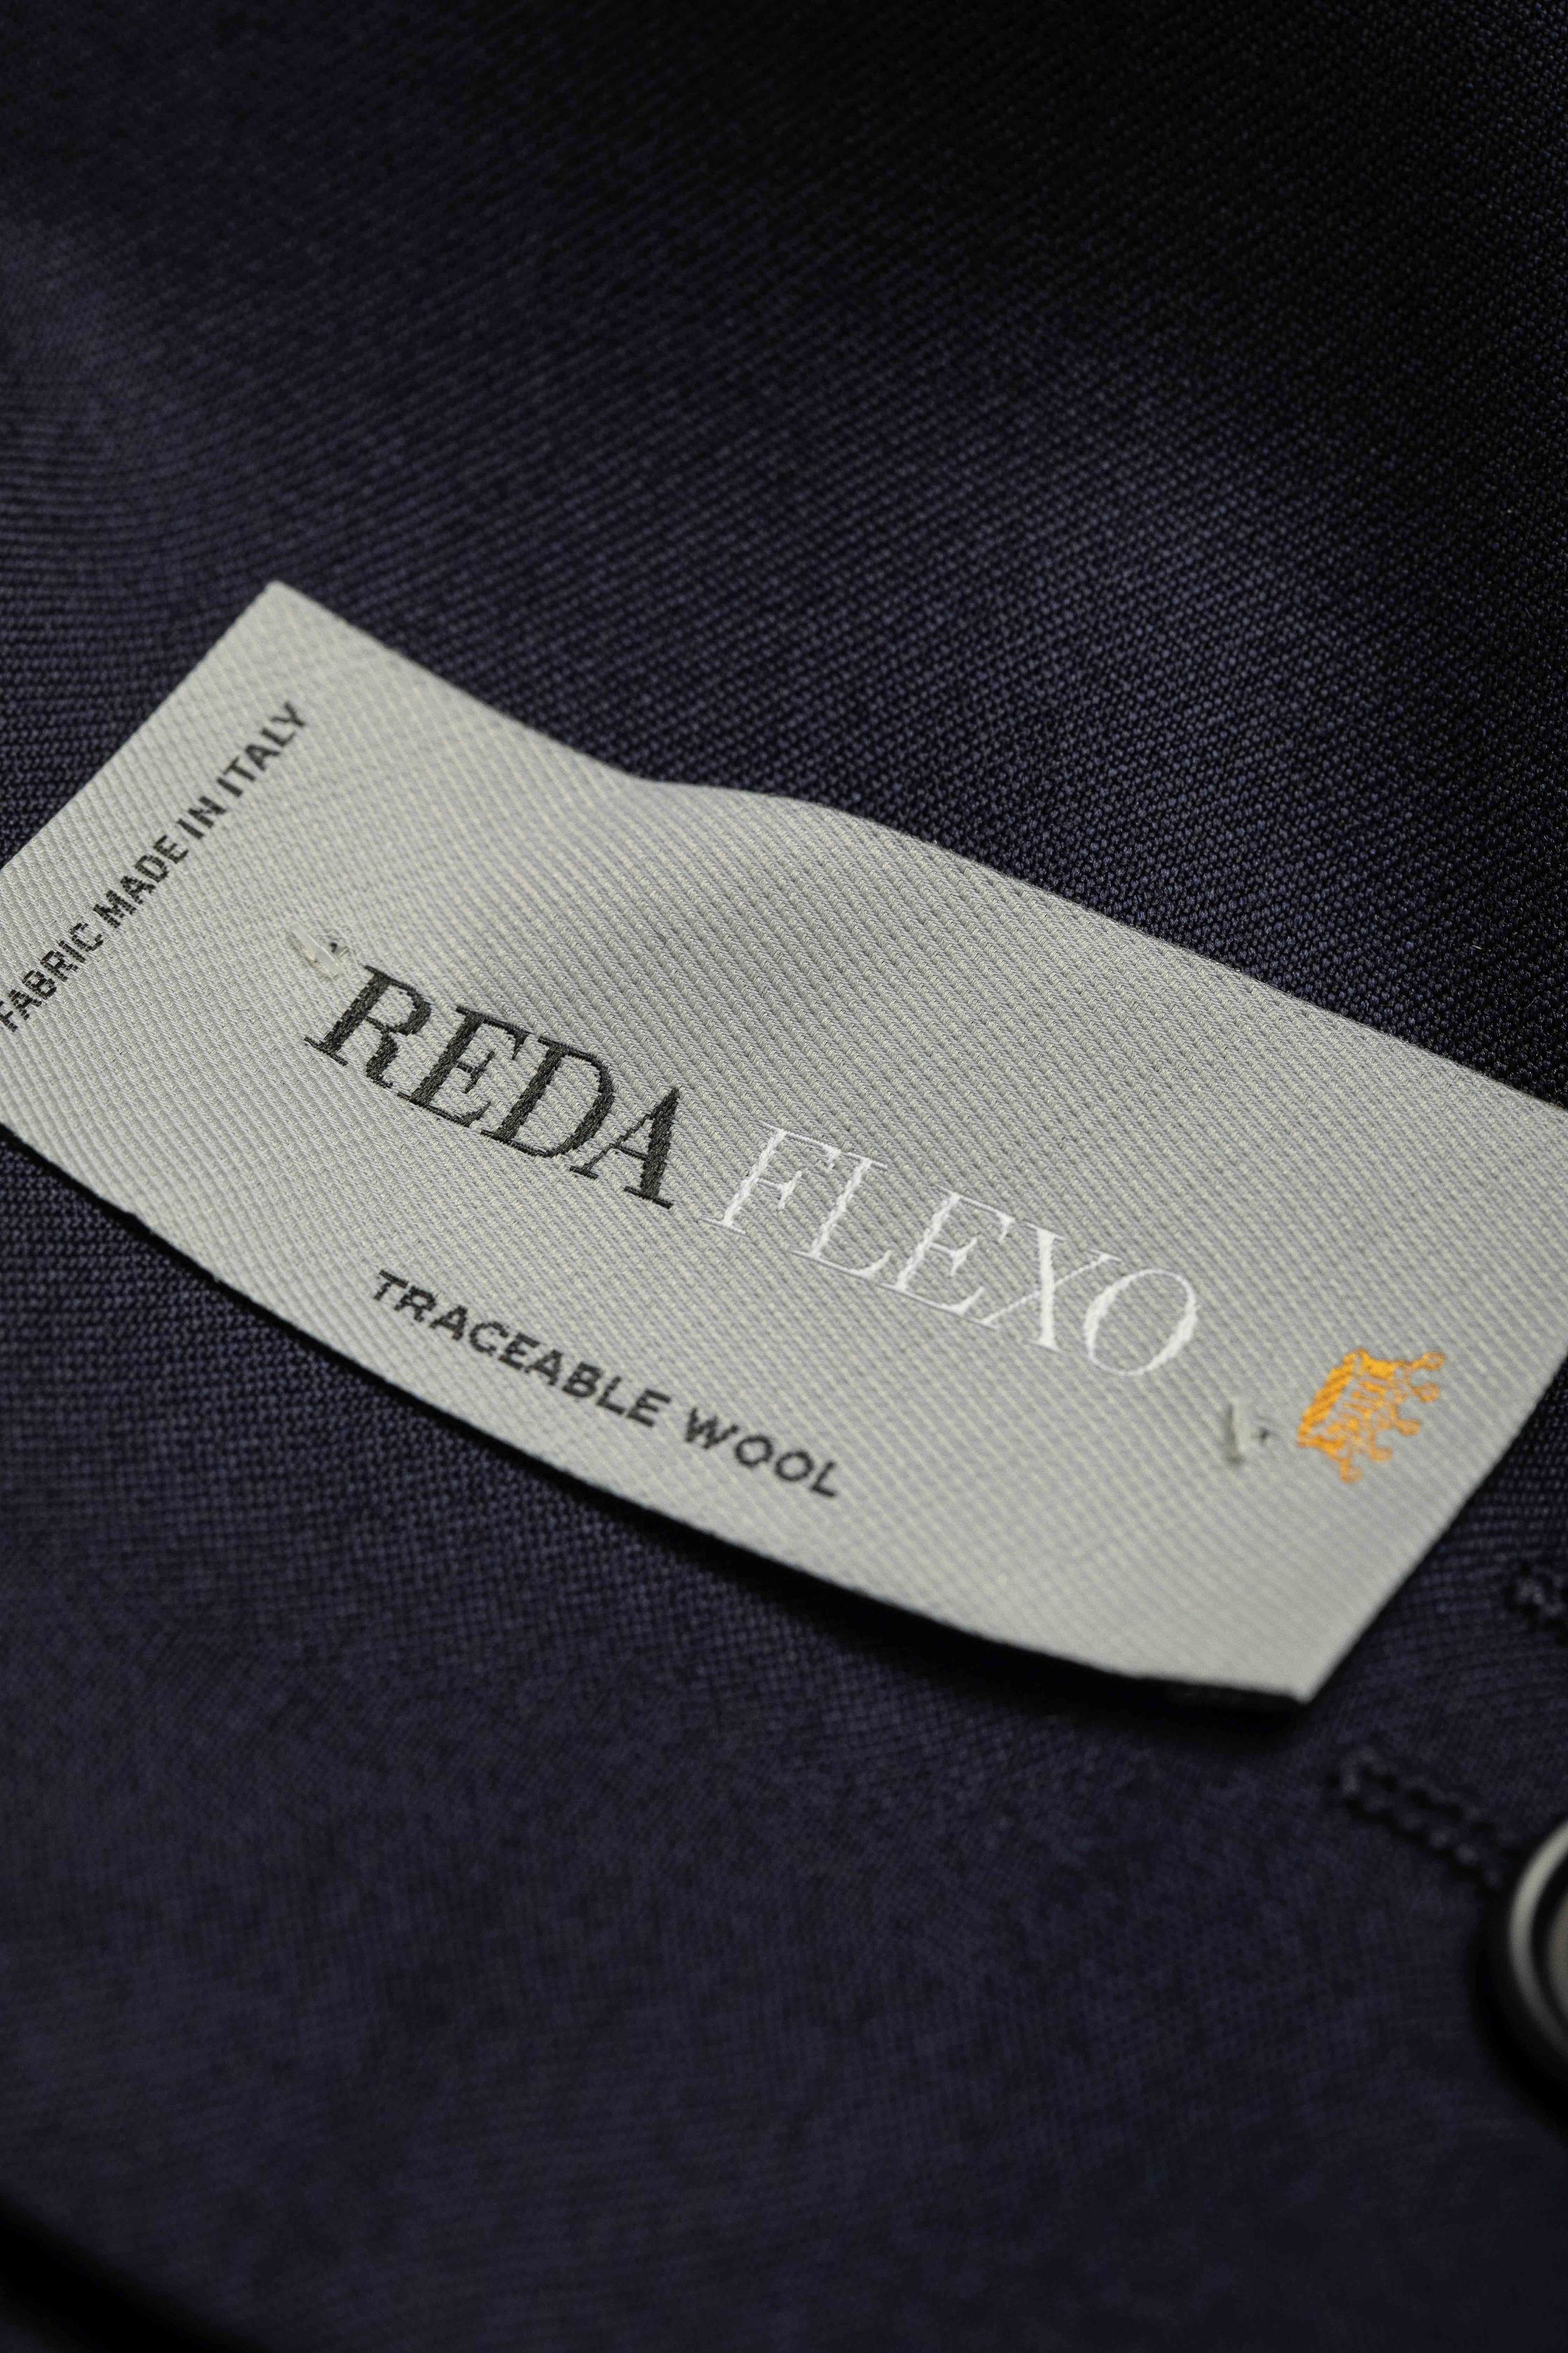 FABRIC MADE IN ITALY
REDA FLEXO
TRACEABLE WOOL